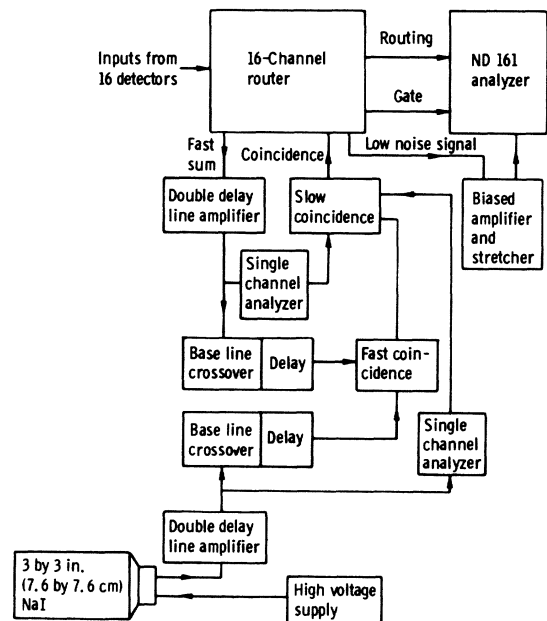 Inputs from
16 detectors
16-Channel
router
Routing
Gate
ND 161
analyzer
Fast
sum
Coincidence
Low noise signal
Double delay
line amplifier
Slow
coincidence
Biased
amplifier
and
stretcher
Single
channel
analyzer
Base line
crossover
Delay
Fast coin-
cidence
Base line
crossover
Delay
Single
channel
analyzer
Double delay
line amplifier
3 by 3 in.
(7.6 by 7.6 cm)
NaI
High voltage
supply